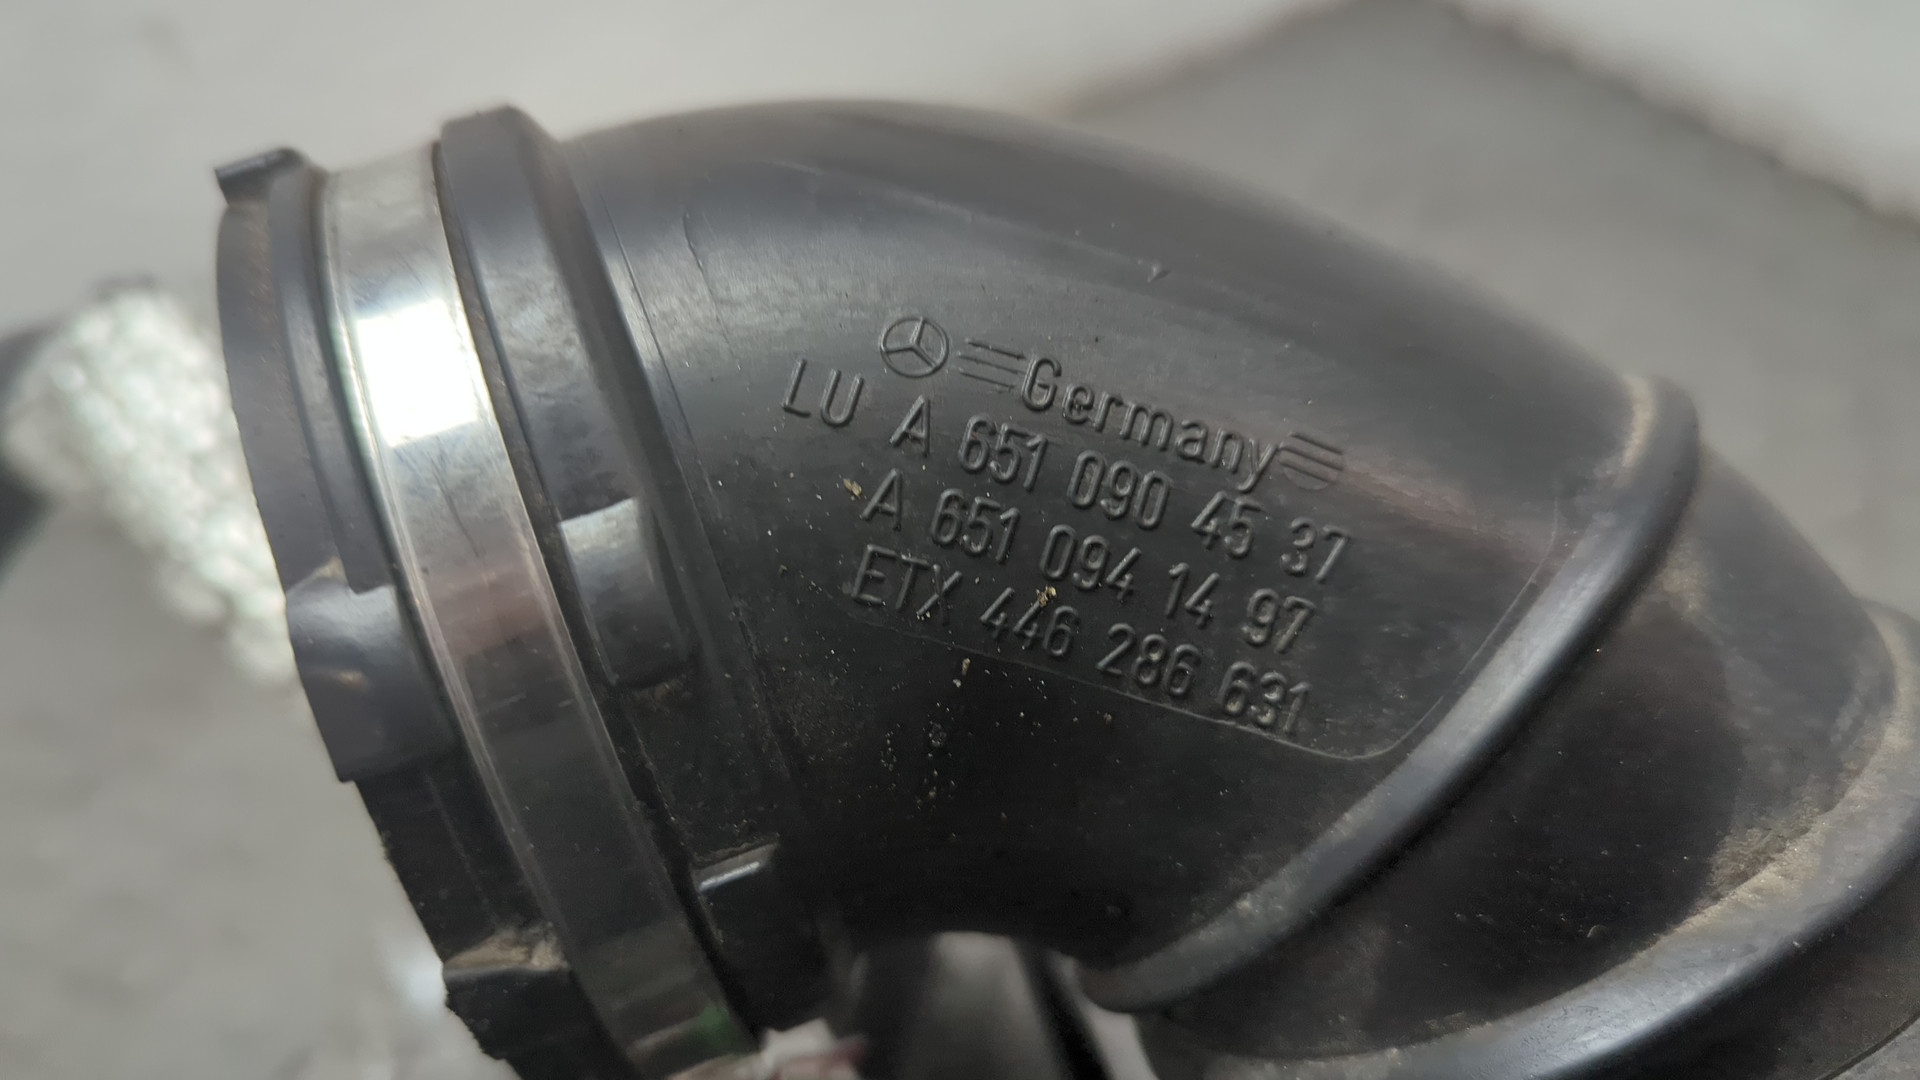 Germany
LU A 651 090 45 37
A 651 094 14 97
ETX 446 286 631